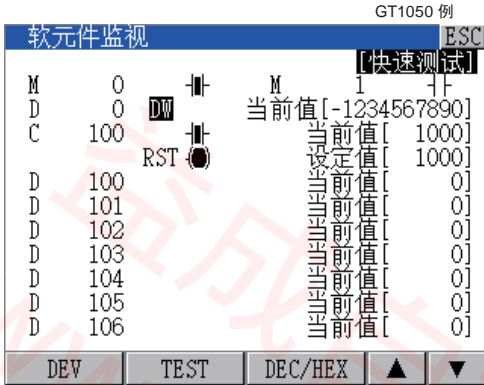 GT1050 例
软元件监视 ESC
[快速测试]
M 0 M 1
D 0 DW 当前值[-1234567890]
C 100 当前值[ 1000]
RST 设定值[ 1000]
D 100 当前值[ 0]
D 101 当前值[ 0]
D 102 当前值[ 0]
D 103 当前值[ 0]
D 104 当前值[ 0]
D 105 当前值[ 0]
D 106 当前值[ 0]
DEV TEST DEC/HEX ▲ ▼